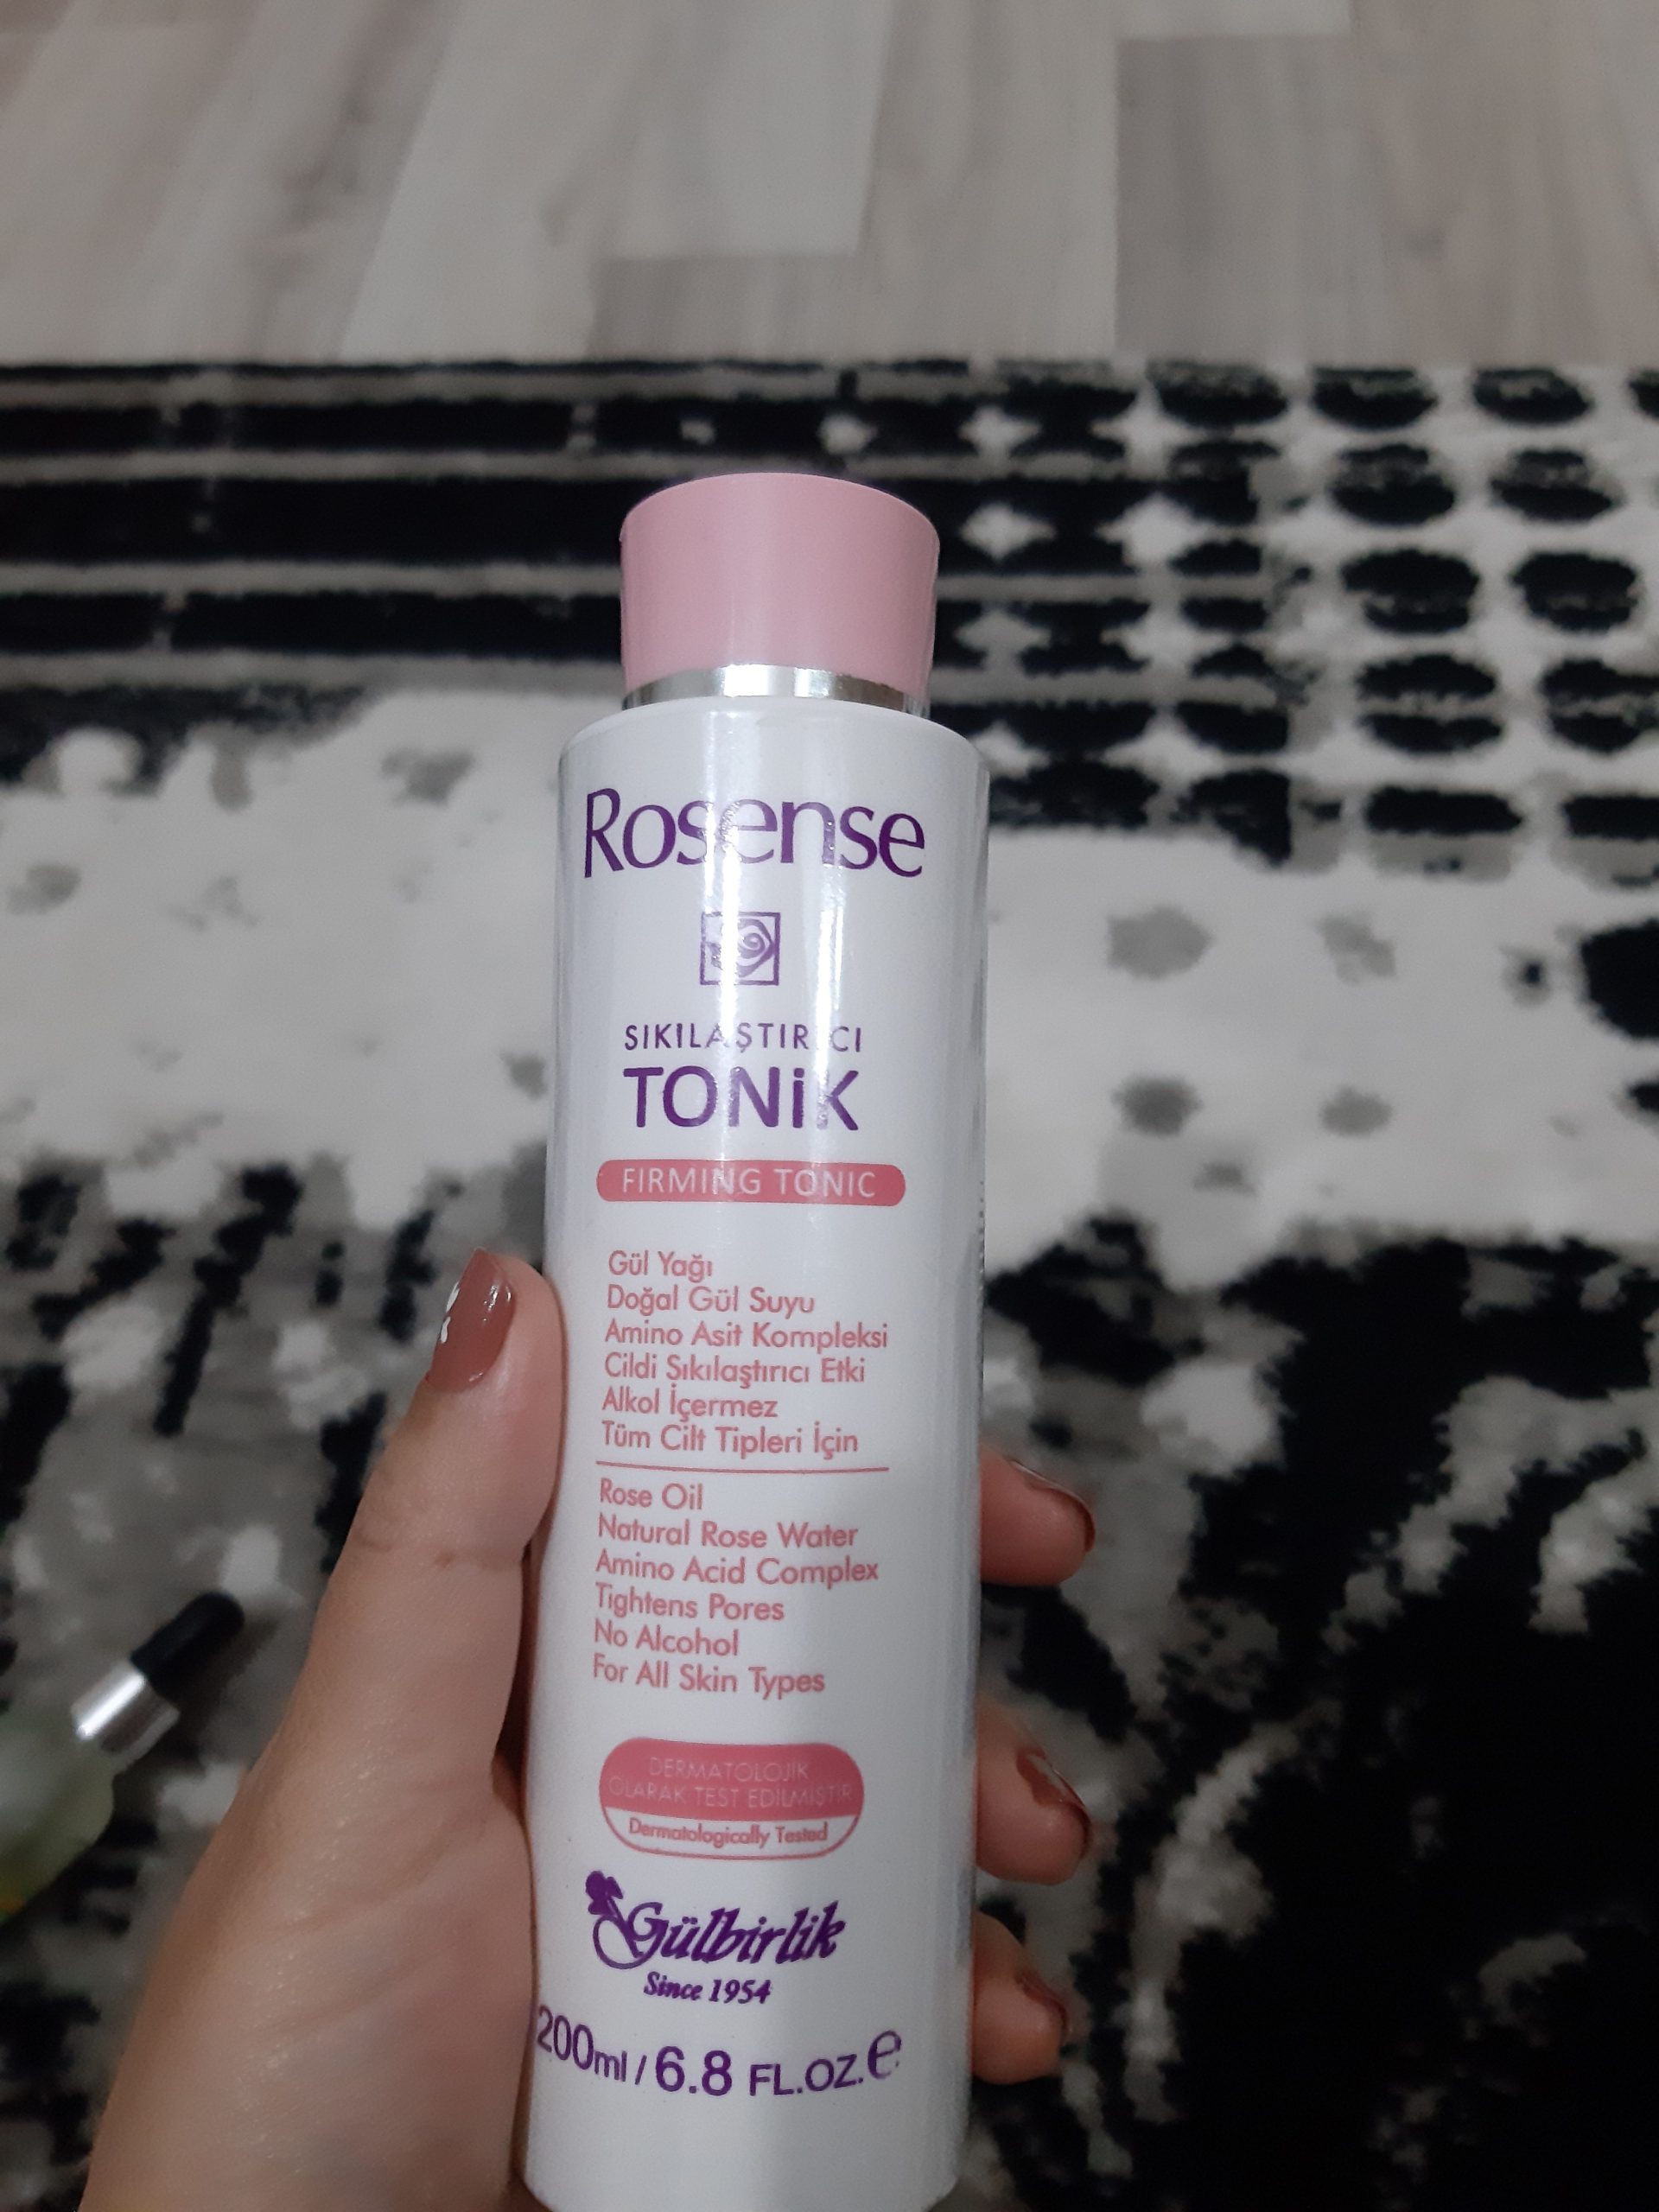 Rosense
SIKILAŞTIRICI
TONiK
FIRMING TONIC
Gül Yağı
Doğal Gül Suyu
Amino Asit Kompleksi
Cildi Sıkılaştırıcı Etki
Alkol İçermez
Tüm Cilt Tipleri İçin
Rose Oil
Natural Rose Water
Amino Acid Complex
Tightens Pores
No Alcohol
For All Skin Types
DERMATOLOJİK
OLARAK TEST EDİLMİŞTİR
Dermatologically Tested
Gülbirlik
Since 1954
200ml / 6.8 FL.OZ. ℮